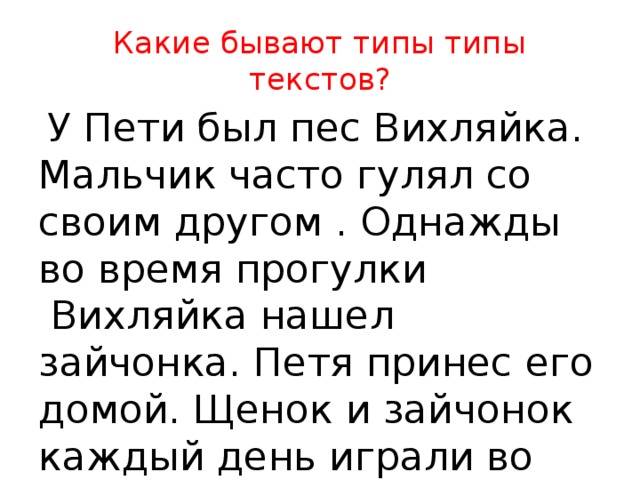 Какие бывают типы типы
текстов?
У Пети был пес Вихляйка.
Мальчик часто гулял со
своим другом . Однажды
во время прогулки
Вихляйка нашел
зайчонка. Петя принес его
домой. Щенок и зайчонок
каждый день играли во